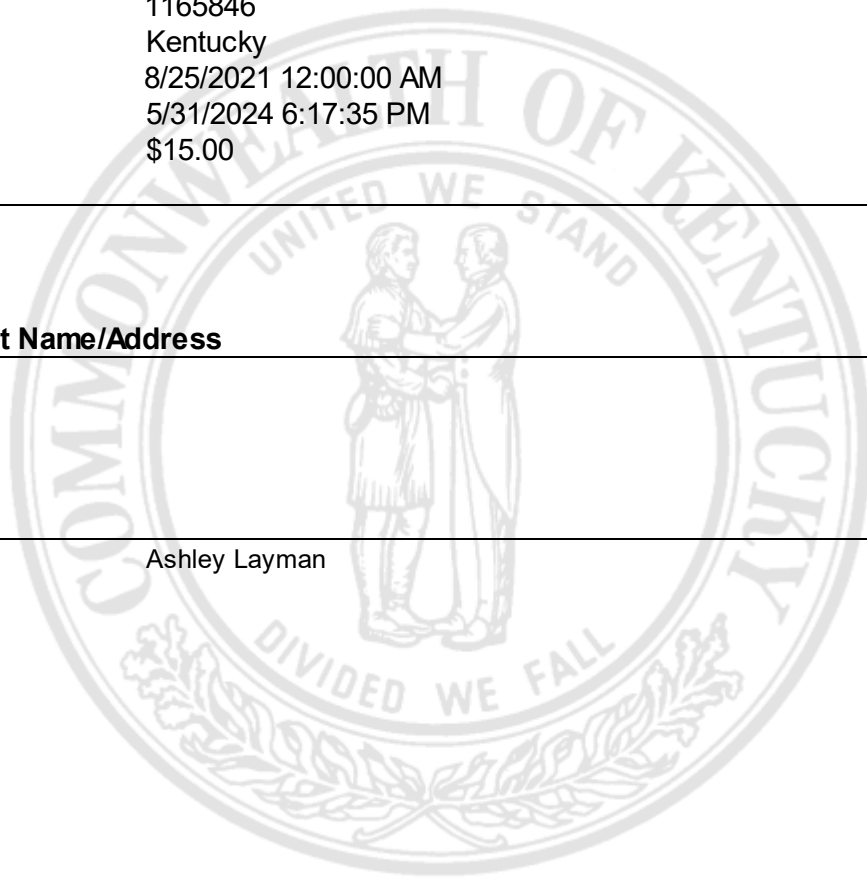 1165846
Kentucky
8/25/2021 12:00:00 AM
5/31/2024 6:17:35 PM
$15.00
t Name/Address
Ashley Layman
COMMONWEALTH OF KENTUCKY
UNITED WE STAND
DIVIDED WE FALL